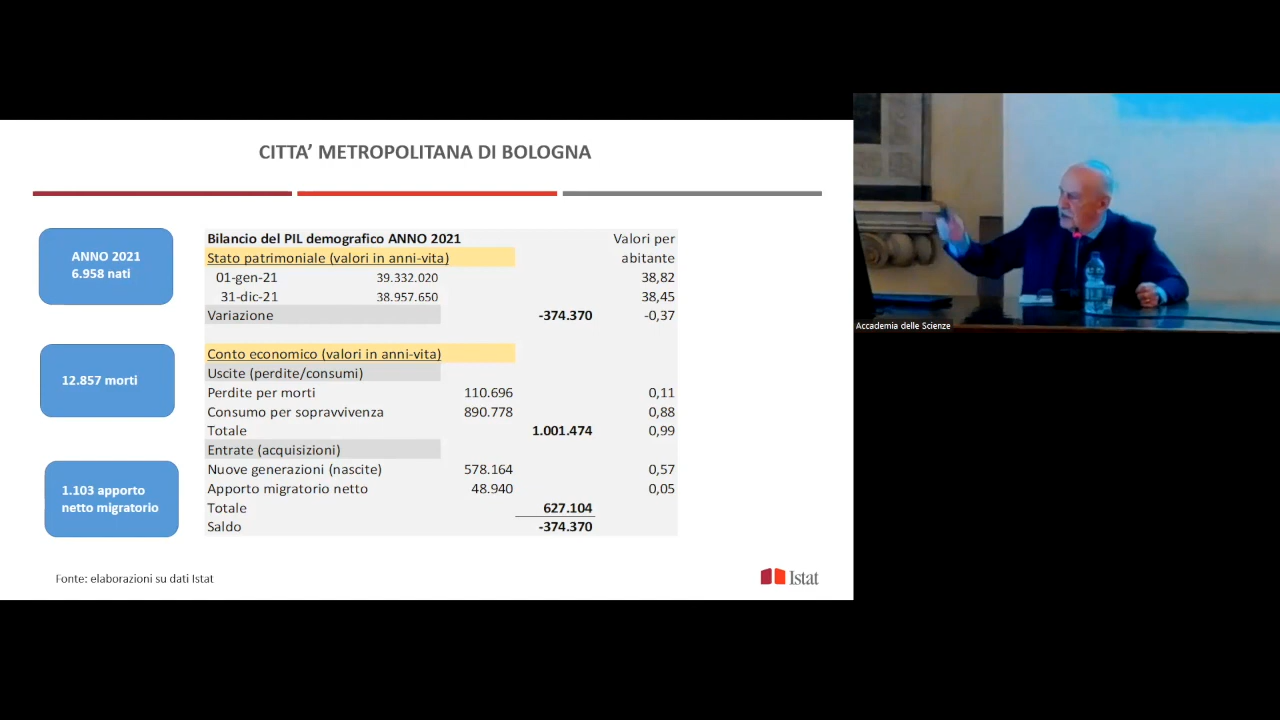 CITTA' METROPOLITANA DI BOLOGNA
ANNO 2021
6.958 nati
12.857 morti
1.103 apporto
netto migratorio
Bilancio del PIL demografico ANNO 2021 Valori per
Stato patrimoniale (valori in anni-vita) abitante
01-gen-21 39.332.020 38,82
31-dic-21 38.957.650 38,45
Variazione -374.370 -0,37
Conto economico (valori in anni-vita)
Uscite (perdite/consumi)
Perdite per morti 110.696 0,11
Consumo per sopravvivenza 890.778 0,88
Totale 1.001.474 0,99
Entrate (acquisizioni)
Nuove generazioni (nascite) 578.164 0,57
Apporto migratorio netto 48.940 0,05
Totale 627.104
Saldo -374.370
Fonte: elaborazioni su dati Istat
Istat
Accademia delle Scienze